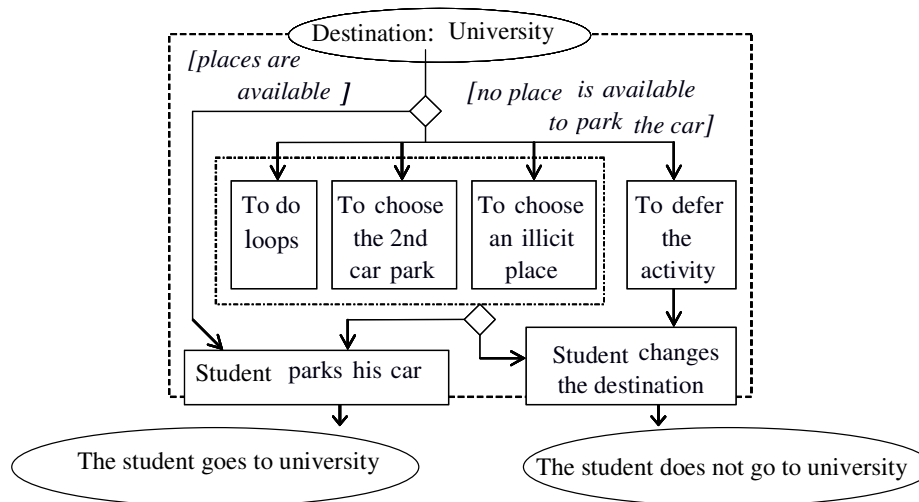 Destination: University
[places are
available ]
[no place is available
to park the car]
To do
loops
To choose
the 2nd
car park
To choose
an illicit
place
To defer
the
activity
Student parks his car
Student changes
the destination
The student goes to university
The student does not go to university